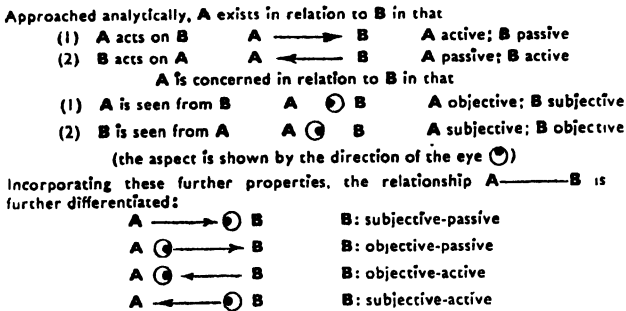 Approached analytically, A exists in relation to B in that
(1) A acts on B A ⟶ B A active; B passive
(2) B acts on A A ⟵ B A passive; B active
A is concerned in relation to B in that
(1) A is seen from B A B A objective; B subjective
(2) B is seen from A A B A subjective; B objective
(the aspect is shown by the direction of the eye )
Incorporating these further properties, the relationship A——B is
further differentiated:
A ⟶ B B: subjective-passive
A ⟶ B B: objective-passive
A ⟵ B B: objective-active
A ⟵ B B: subjective-active